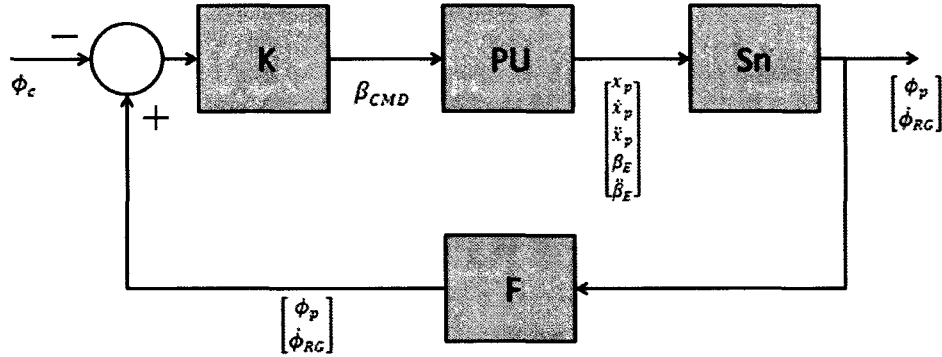 −
ϕ_c
+
K
β_CMD
PU
[x_p
ẋ_p
ẍ_p
β_E
β̈_E]
Sn
[ϕ_p
ϕ̇_RG]
F
[ϕ_p
ϕ̇_RG]